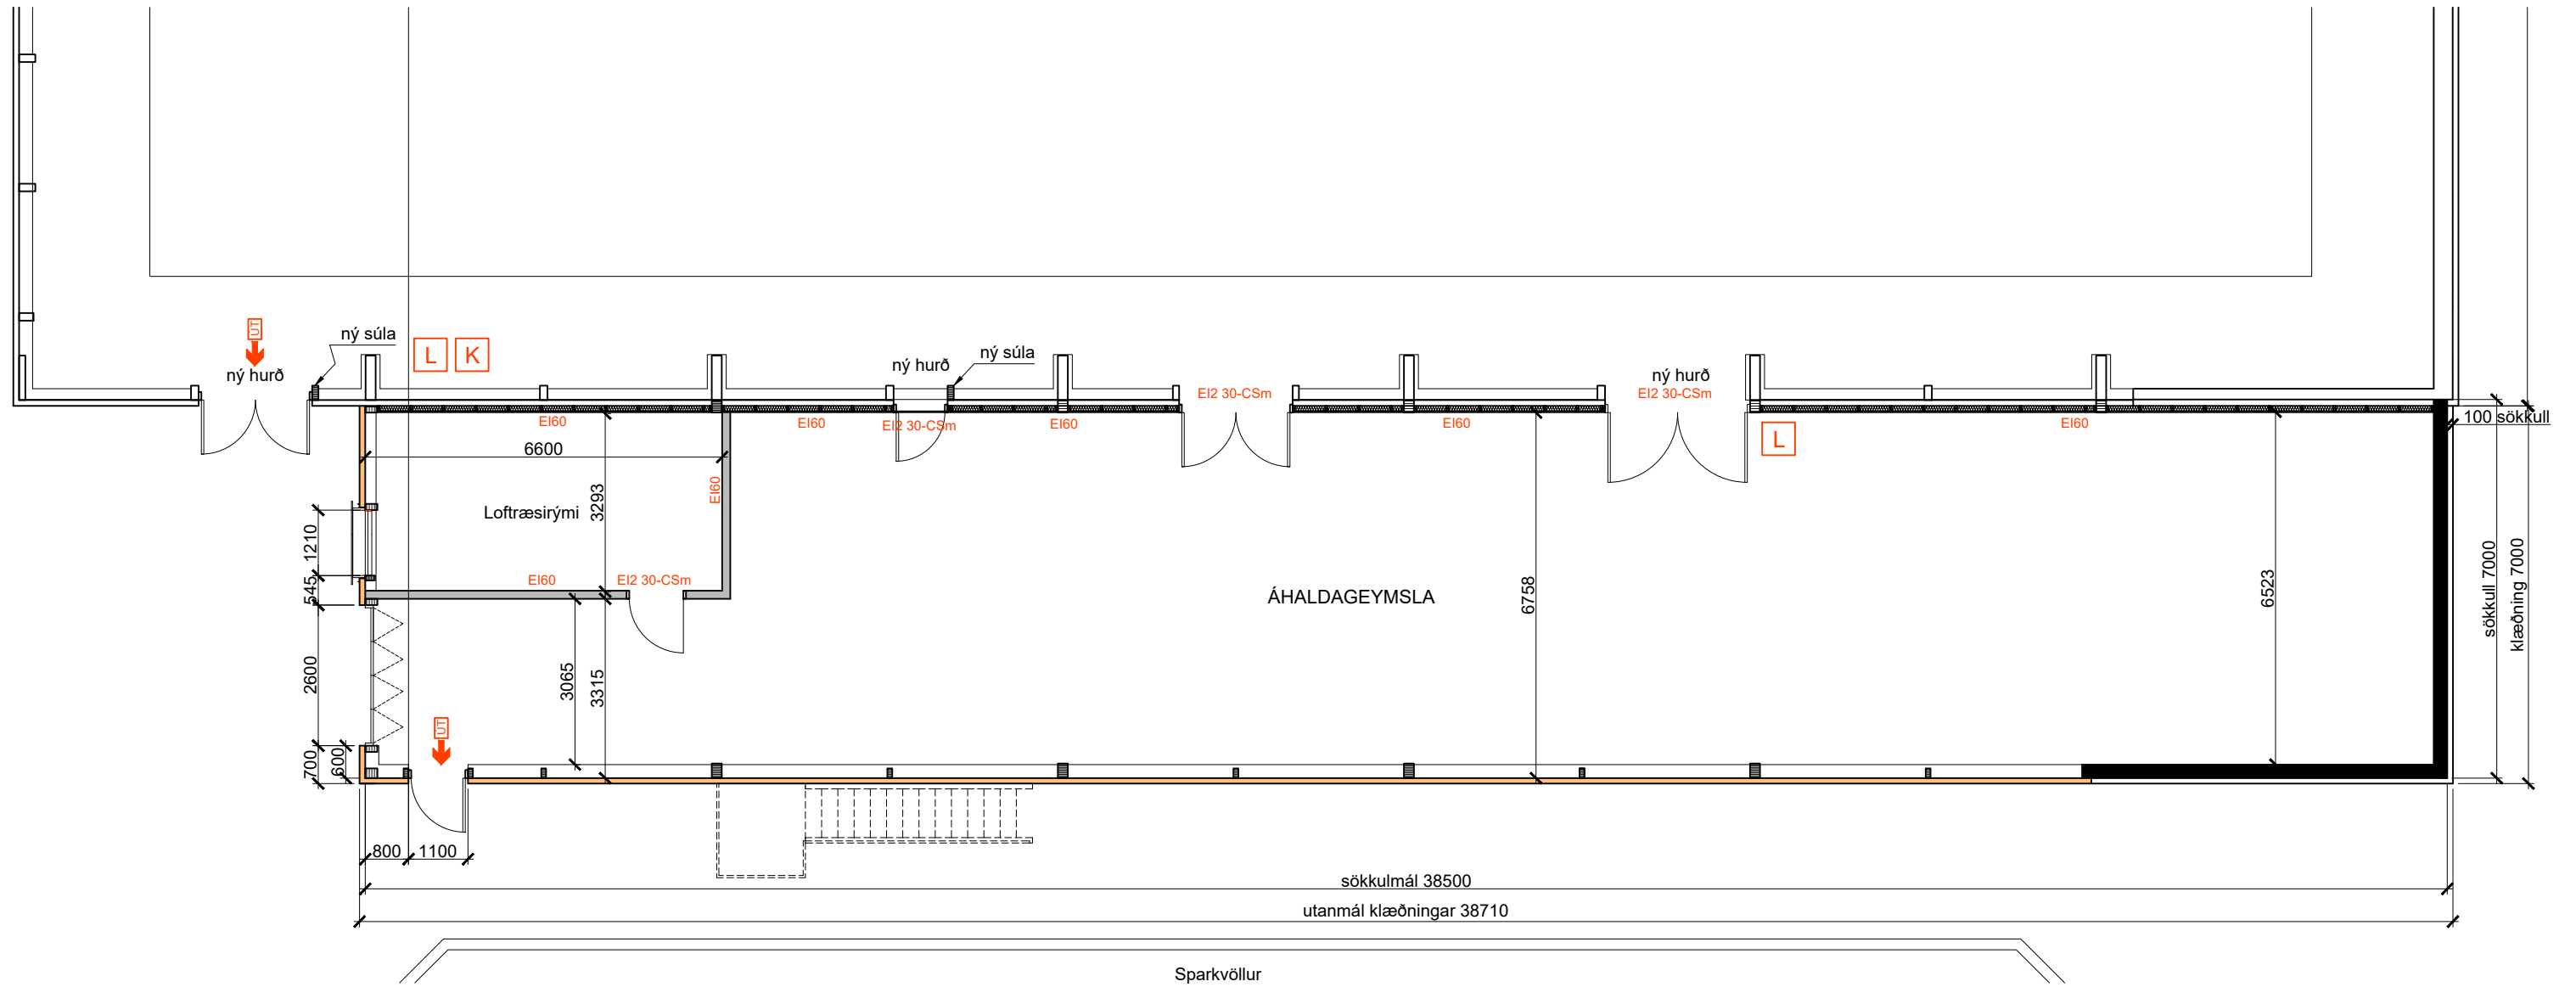 ÚT
ný hurð
ný súla
L
K
ný hurð
ný súla
EI2 30-CSm
ný hurð
EI2 30-CSm
EI60
EI60
EI2 30-CSm
EI60
EI60
L
EI60
100 sökkull
6600
EI60
Loftræsirými
3293
1210
545
EI60
EI2 30-CSm
ÁHALDAGEYMSLA
6758
6523
sökkull 7000
klæðning 7000
2600
3065
3315
ÚT
700
600
800
1100
sökkulmál 38500
utanmál klæðningar 38710
Sparkvöllur